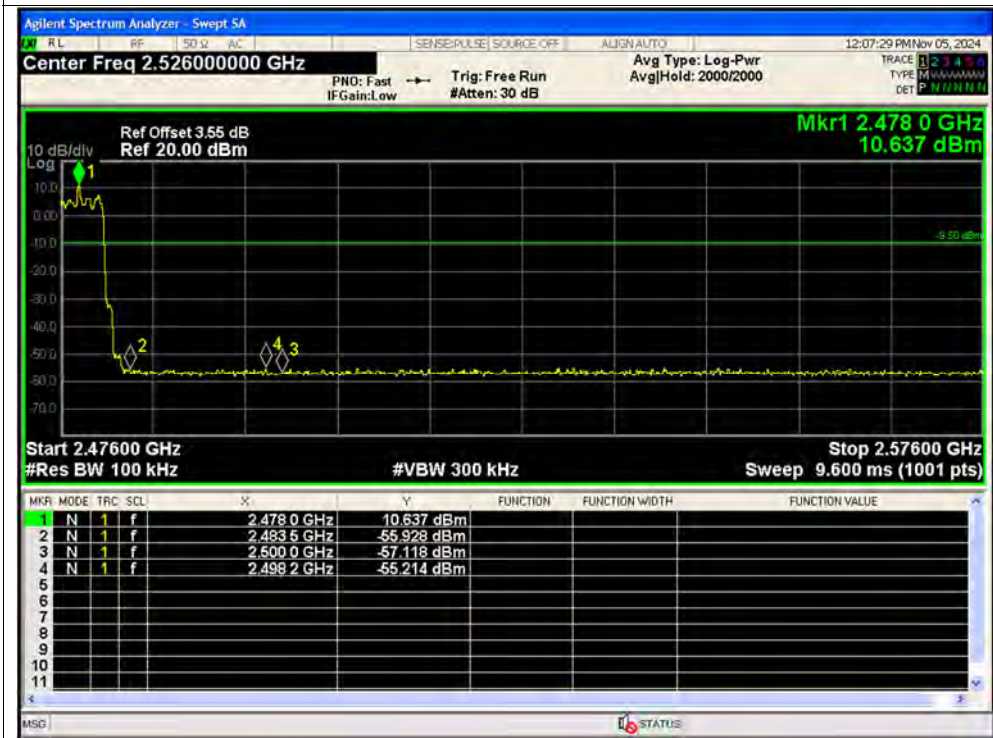 Agilent Spectrum Analyzer - Swept SA
RL RF 50 Ω AC SENSE:PULSE SOURCE OFF ALIGN AUTO 12:07:29 PM Nov 05, 2024
Center Freq 2.526000000 GHz
PNO: Fast
IFGain:Low
Trig: Free Run
#Atten: 30 dB
Avg Type: Log-Pwr
Avg|Hold: 2000/2000
TRACE 1 2 3 4 5 6
TYPE M WWWWW
DET P N N N N N
Mkr1 2.478 0 GHz
10.637 dBm
Ref Offset 3.55 dB
10 dB/div Ref 20.00 dBm
Log
1
10.0
0.00
-9.50 dBm
-10.0
-20.0
-30.0
-40.0
2 4 3
-50.0
-60.0
-70.0
Start 2.47600 GHz Stop 2.57600 GHz
#Res BW 100 kHz #VBW 300 kHz Sweep 9.600 ms (1001 pts)
MKR MODE TRC SCL X Y FUNCTION FUNCTION WIDTH FUNCTION VALUE
1 N 1 f 2.478 0 GHz 10.637 dBm
2 N 1 f 2.483 5 GHz -55.928 dBm
3 N 1 f 2.500 0 GHz -57.118 dBm
4 N 1 f 2.498 2 GHz -55.214 dBm
5
6
7
8
9
10
11
MSG STATUS